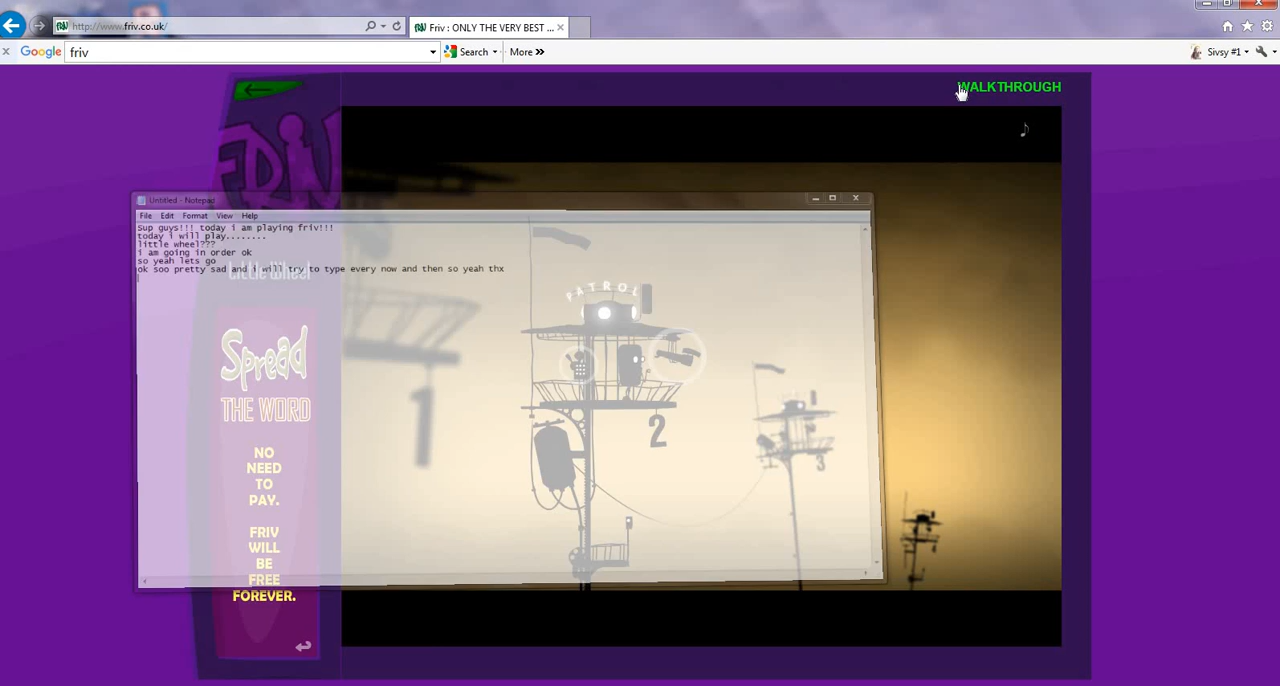 http://www.friv.co.uk/
Friv : ONLY THE VERY BEST ...
Google
friv
Search
More »
Sivsy #1
WALKTHROUGH
Untitled - Notepad
File Edit Format View Help
Sup guys!!! today i am playing friv!!!
today i will play........
little wheel???
i am going in order ok
so yeah lets go
ok soo pretty sad and i will try to type every now and then so yeah thx
Little Wheel
PATROL
1
2
3
4
Spread
THE WORD
NO
NEED
TO
PAY.
FRIV
WILL
BE
FREE
FOREVER.